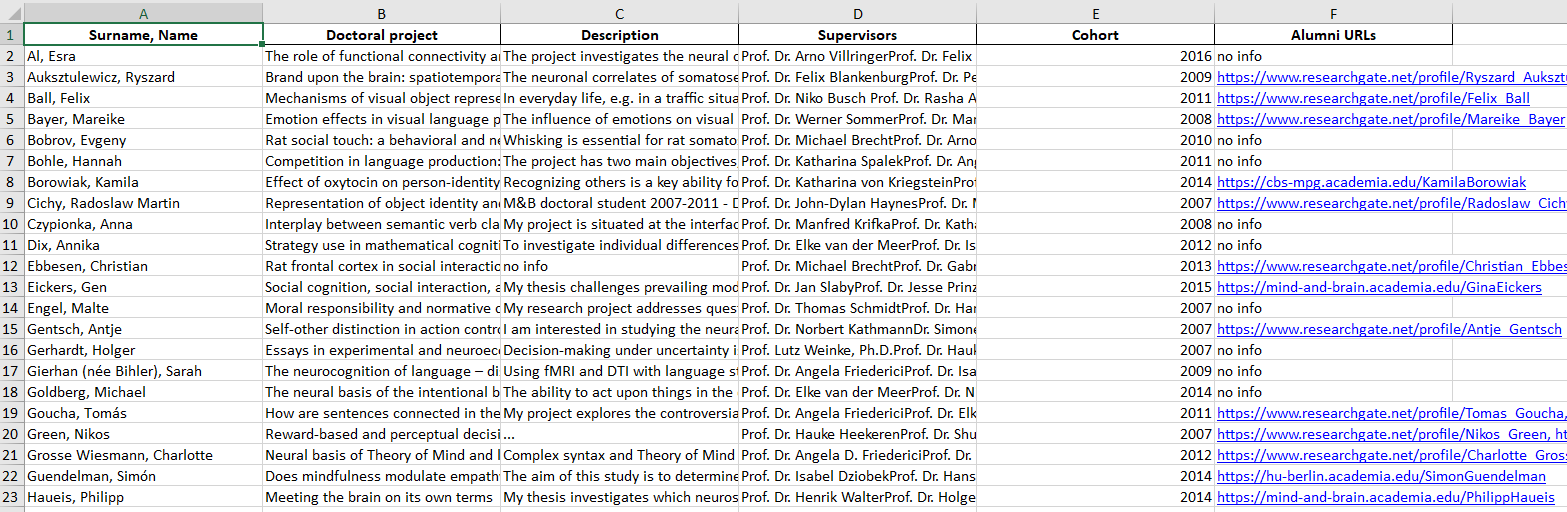 A B C D E F
1 Surname, Name Doctoral project Description Supervisors Cohort Alumni URLs
2 Al, Esra The role of functional connectivity a The project investigates the neural c Prof. Dr. Arno VillringerProf. Dr. Felix 2016 no info
3 Auksztulewicz, Ryszard Brand upon the brain: spatiotempora The neuronal correlates of somatose Prof. Dr. Felix BlankenburgProf. Dr. Pe 2009 https://www.researchgate.net/profile/Ryszard_Aukszt
4 Ball, Felix Mechanisms of visual object represe In everyday life, e.g. in a traffic situa Prof. Dr. Niko Busch Prof. Dr. Rasha A 2011 https://www.researchgate.net/profile/Felix_Ball
5 Bayer, Mareike Emotion effects in visual language p The influence of emotions on visual Prof. Dr. Werner SommerProf. Dr. Mar 2008 https://www.researchgate.net/profile/Mareike_Bayer
6 Bobrov, Evgeny Rat social touch: a behavioral and ne Whisking is essential for rat somato Prof. Dr. Michael BrechtProf. Dr. Arno 2010 no info
7 Bohle, Hannah Competition in language production: The project has two main objectives Prof. Dr. Katharina SpalekProf. Dr. Ang 2011 no info
8 Borowiak, Kamila Effect of oxytocin on person-identity Recognizing others is a key ability fo Prof. Dr. Katharina von KriegsteinProf 2014 https://cbs-mpg.academia.edu/KamilaBorowiak
9 Cichy, Radoslaw Martin Representation of object identity and M&B doctoral student 2007-2011 - D Prof. Dr. John-Dylan HaynesProf. Dr. M 2007 https://www.researchgate.net/profile/Radoslaw_Cich
10 Czypionka, Anna Interplay between semantic verb cla My project is situated at the interfac Prof. Dr. Manfred KrifkaProf. Dr. Katha 2008 no info
11 Dix, Annika Strategy use in mathematical cogniti To investigate individual differences Prof. Dr. Elke van der MeerProf. Dr. Is 2012 no info
12 Ebbesen, Christian Rat frontal cortex in social interactio no info Prof. Dr. Michael BrechtProf. Dr. Gabr 2013 https://www.researchgate.net/profile/Christian_Ebbes
13 Eickers, Gen Social cognition, social interaction, a My thesis challenges prevailing mod Prof. Dr. Jan SlabyProf. Dr. Jesse Prinz 2015 https://mind-and-brain.academia.edu/GinaEickers
14 Engel, Malte Moral responsibility and normative c My research project addresses ques Prof. Dr. Thomas SchmidtProf. Dr. Har 2007 no info
15 Gentsch, Antje Self-other distinction in action contro I am interested in studying the neura Prof. Dr. Norbert KathmannDr. Simone 2007 https://www.researchgate.net/profile/Antje_Gentsch
16 Gerhardt, Holger Essays in experimental and neuroec Decision-making under uncertainty i Prof. Lutz Weinke, Ph.D.Prof. Dr. Hauk 2007 no info
17 Gierhan (née Bihler), Sarah The neurocognition of language – di Using fMRI and DTI with language st Prof. Dr. Angela FriedericiProf. Dr. Isa 2009 no info
18 Goldberg, Michael The neural basis of the intentional b The ability to act upon things in the Prof. Dr. Elke van der MeerProf. Dr. N 2014 no info
19 Goucha, Tomás How are sentences connected in the My project explores the controversia Prof. Dr. Angela FriedericiProf. Dr. Elk 2011 https://www.researchgate.net/profile/Tomas_Goucha,
20 Green, Nikos Reward-based and perceptual decisi ... Prof. Dr. Hauke HeekerenProf. Dr. Shu 2007 https://www.researchgate.net/profile/Nikos_Green, ht
21 Grosse Wiesmann, Charlotte Neural basis of Theory of Mind and l Complex syntax and Theory of Mind Prof. Dr. Angela D. FriedericiProf. Dr. 2012 https://www.researchgate.net/profile/Charlotte_Gros
22 Guendelman, Simón Does mindfulness modulate empath The aim of this study is to determine Prof. Dr. Isabel DziobekProf. Dr. Hans 2014 https://hu-berlin.academia.edu/SimonGuendelman
23 Haueis, Philipp Meeting the brain on its own terms My thesis investigates which neuros Prof. Dr. Henrik WalterProf. Dr. Holge 2014 https://mind-and-brain.academia.edu/PhilippHaueis